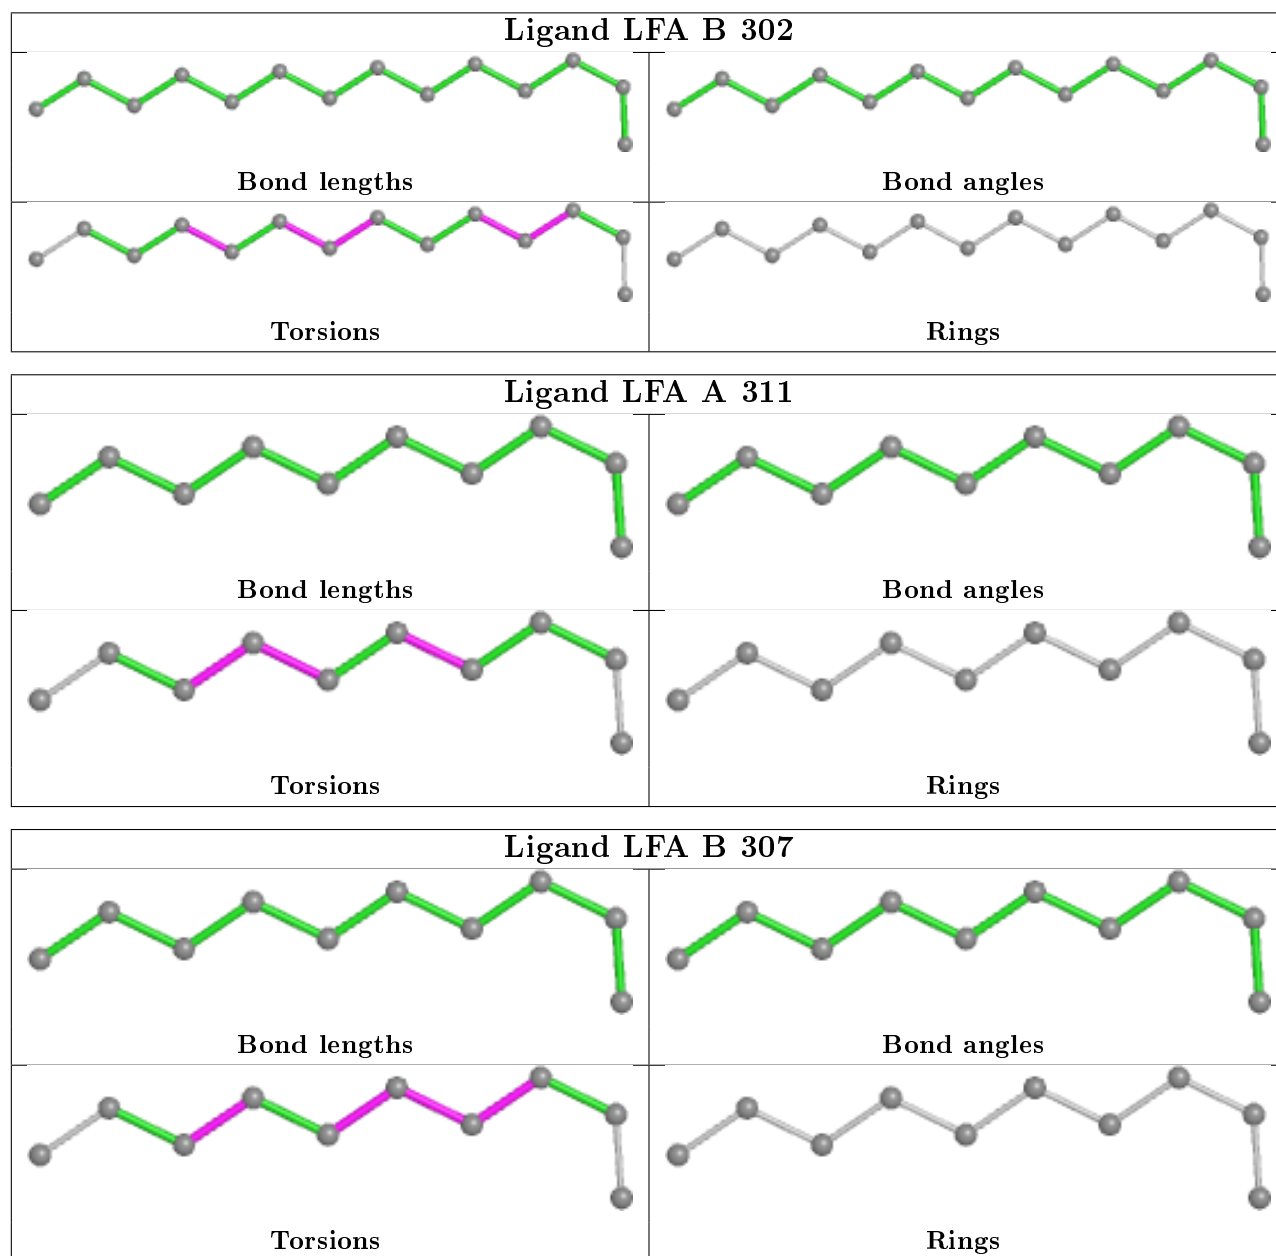 Ligand LFA B 302
Bond lengths
Bond angles
Torsions
Rings
Ligand LFA A 311
Bond lengths
Bond angles
Torsions
Rings
Ligand LFA B 307
Bond lengths
Bond angles
Torsions
Rings